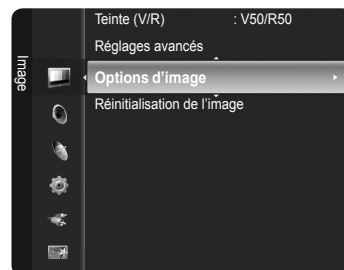 Image
Teinte (V/R) : V50/R50
Réglages avancés
Options d'image
Réinitialisation de l'image